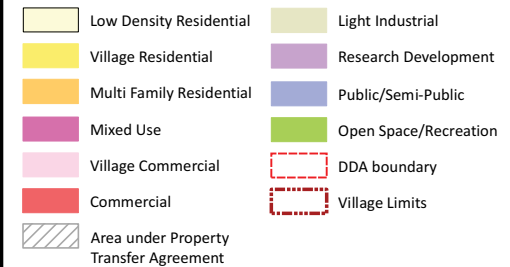 Low Density Residential
Village Residential
Multi Family Residential
Mixed Use
Village Commercial
Commercial
Area under Property
Transfer Agreement
Light Industrial
Research Development
Public/Semi-Public
Open Space/Recreation
DDA boundary
Village Limits